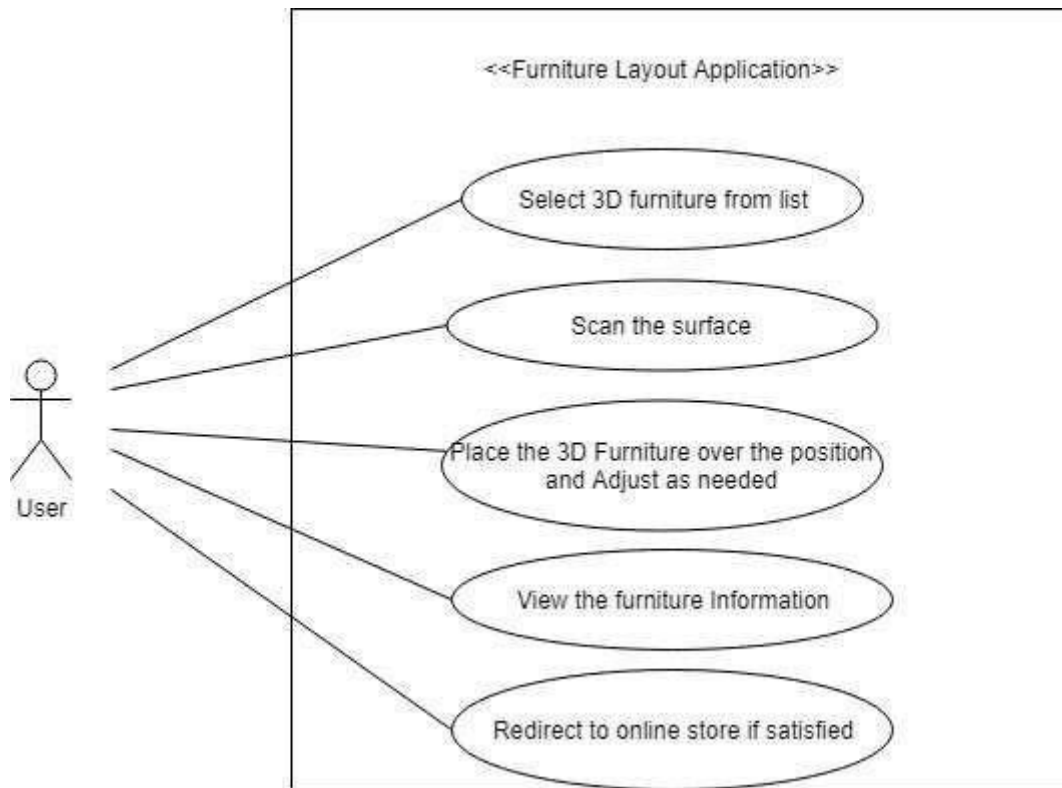 <<Furniture Layout Application>>
Select 3D furniture from list
Scan the surface
Place the 3D Furniture over the position
and Adjust as needed
User
View the furniture Information
Redirect to online store if satisfied